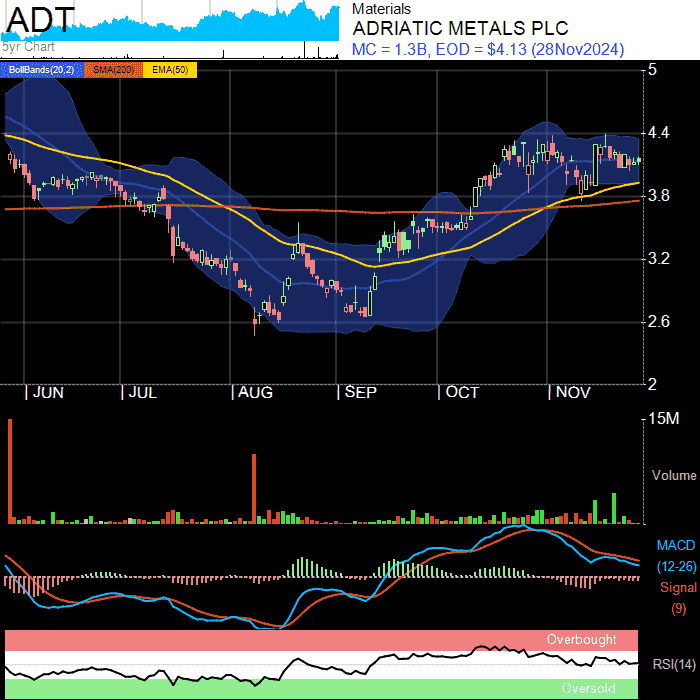 ADT
5yr Chart
Materials
ADRIATIC METALS PLC
MC = 1.3B, EOD = $4.13 (28Nov2024)
BollBands(20,2) SMA(200) EMA(50)
5
4.4
3.8
3.2
2.6
2
JUN JUL AUG SEP OCT NOV
15M
Volume
MACD
(12-26)
Signal
(9)
Overbought
RSI(14)
Oversold